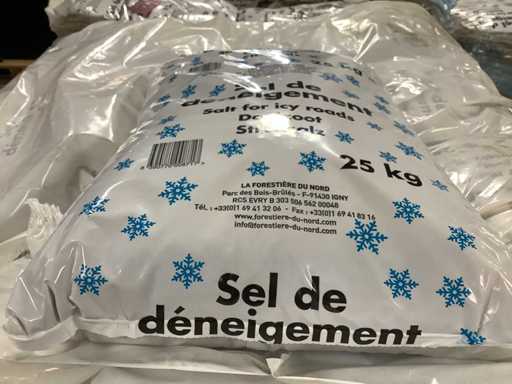 25 kg
Sel de
déneigement
Salt for icy roads
25 kg
LA FORESTIÈRE DU NORD
Parc des Bois-Brûlés - F-91430 IGNY
RCS EVRY B 303 506 562 00048
TéL. : +33(0)1 69 41 32 06 - Fax : +33(0)1 69 41 03 16
www.forestiere-du-nord.com
info@forestiere-du-nord.com
Sel de
déneigement